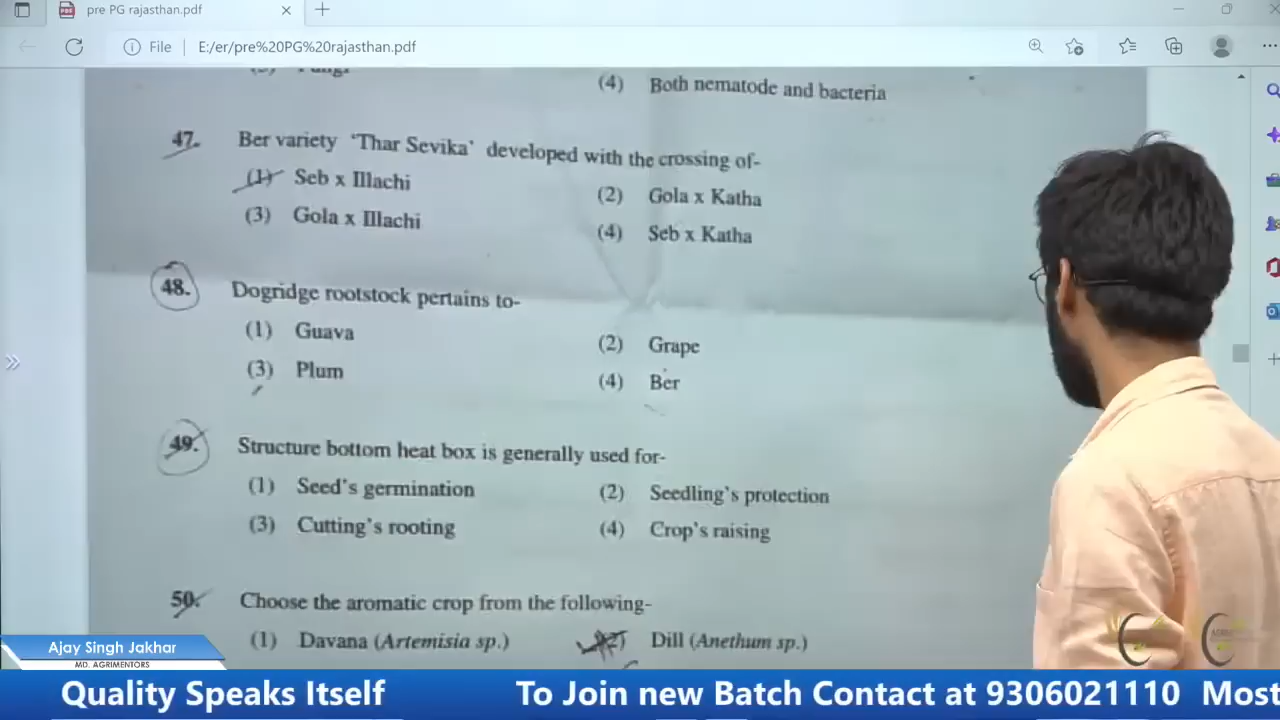 pre PG rajasthan.pdf
File E:/er/pre%20PG%20rajasthan.pdf
(4) Both nematode and bacteria
47. Ber variety 'Thar Sevika' developed with the crossing of-
(1) Seb x Illachi
(2) Gola x Katha
(3) Gola x Illachi
(4) Seb x Katha
48. Dogridge rootstock pertains to-
(1) Guava
(2) Grape
(3) Plum
(4) Ber
49. Structure bottom heat box is generally used for-
(1) Seed's germination
(2) Seedling's protection
(3) Cutting's rooting
(4) Crop's raising
50. Choose the aromatic crop from the following-
(1) Davana (Artemisia sp.)
(2) Dill (Anethum sp.)
Ajay Singh Jakhar
MD. AGRIMENTORS
Quality Speaks Itself To Join new Batch Contact at 9306021110 Most